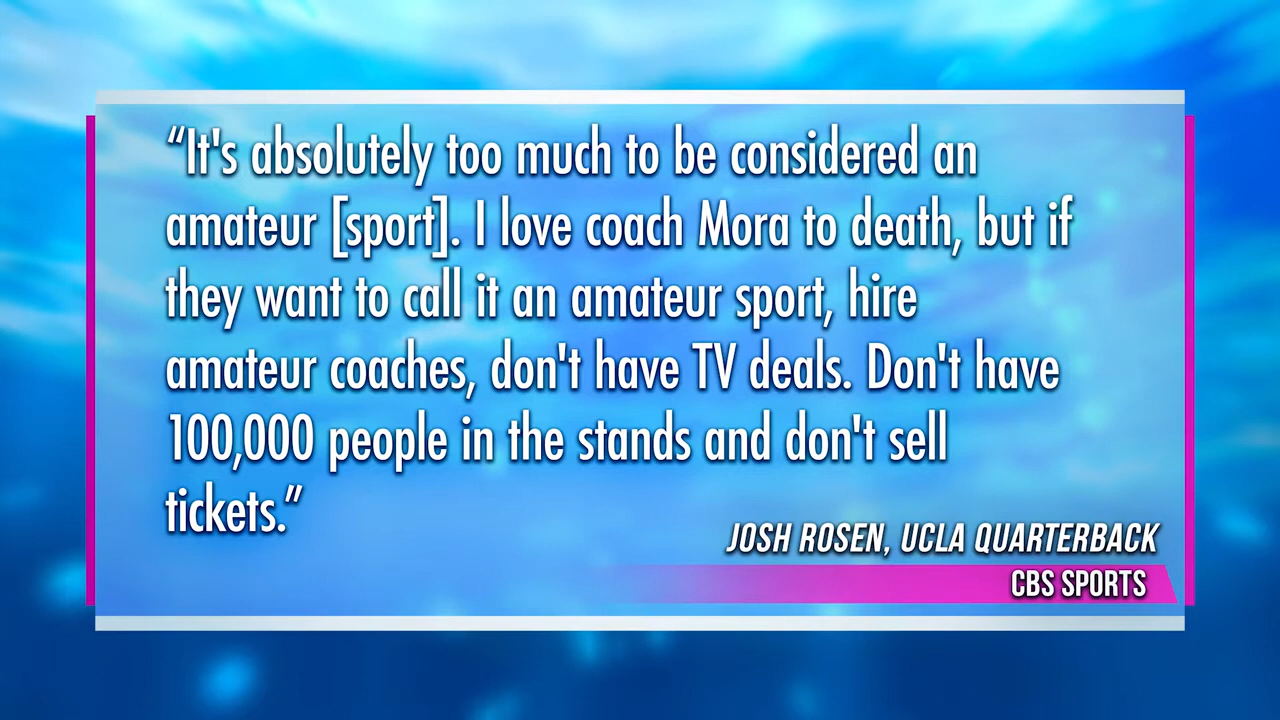 “It's absolutely too much to be considered an
amateur [sport]. I love coach Mora to death, but if
they want to call it an amateur sport, hire
amateur coaches, don't have TV deals. Don't have
100,000 people in the stands and don't sell
tickets.”
JOSH ROSEN, UCLA QUARTERBACK
CBS SPORTS